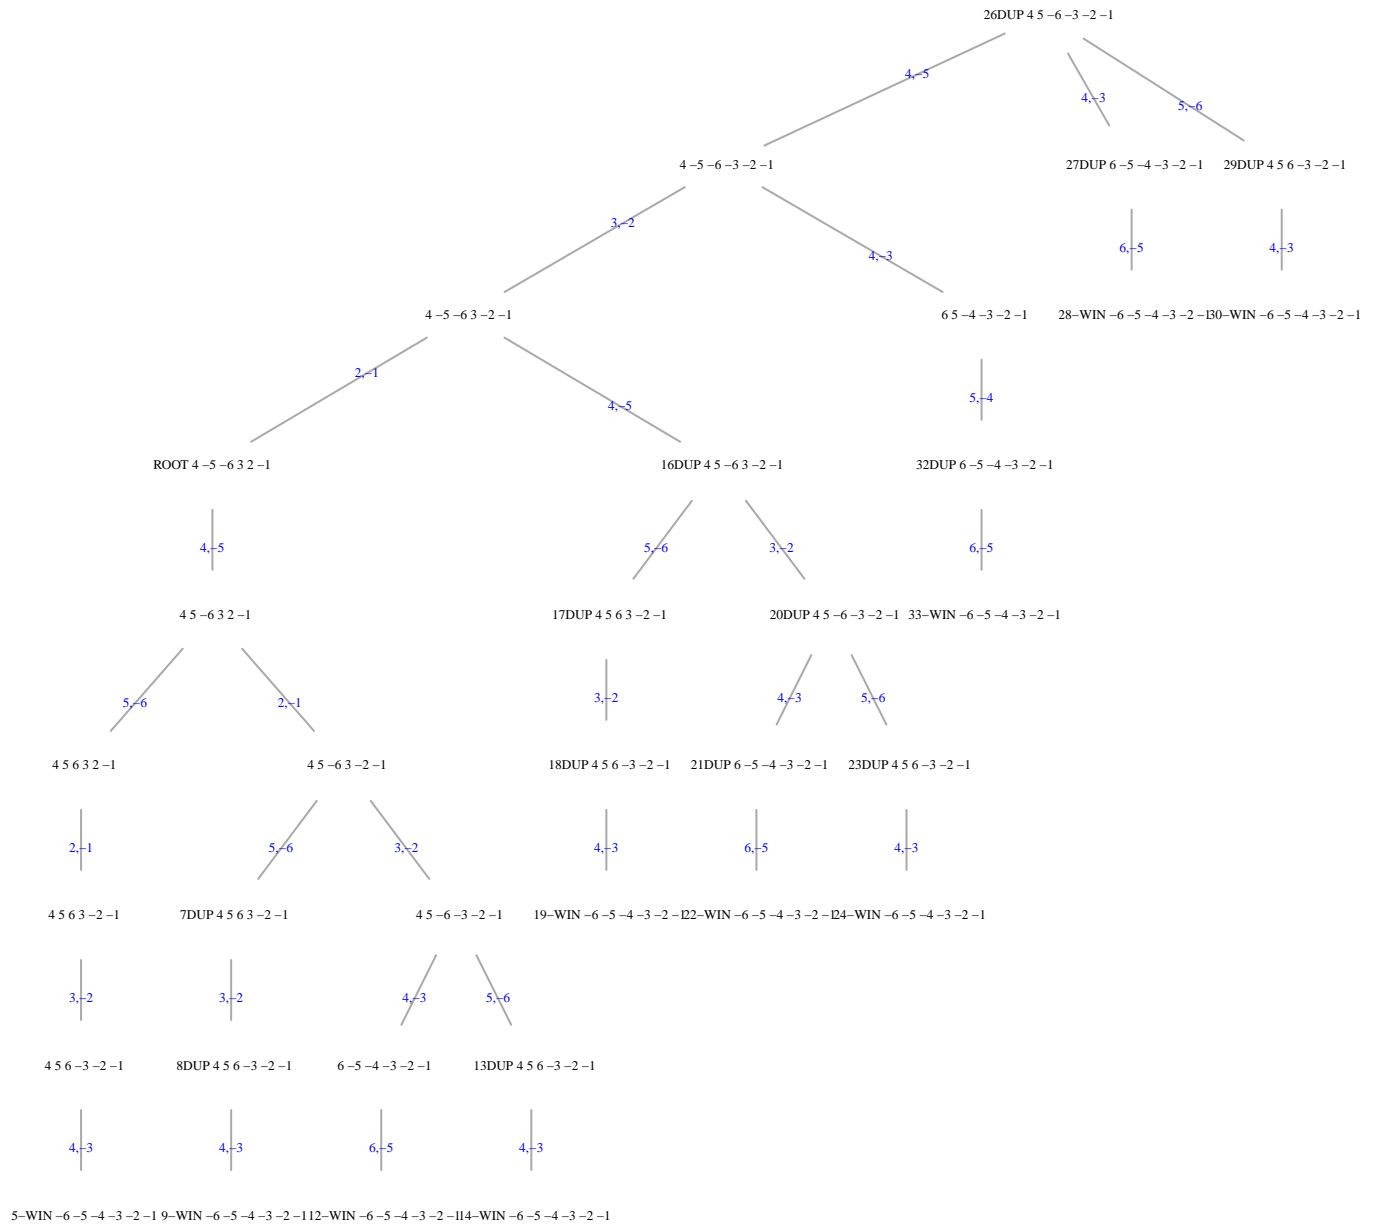 26DUP 4 5 −6 −3 −2 −1
4,−5
4,−3
5,−6
4 −5 −6 −3 −2 −1
27DUP 6 −5 −4 −3 −2 −1
29DUP 4 5 6 −3 −2 −1
3,−2
4,−3
6,−5
4,−3
4 −5 −6 3 −2 −1
6 5 −4 −3 −2 −1
28−WIN −6 −5 −4 −3 −2 −1
30−WIN −6 −5 −4 −3 −2 −1
2,−1
4,−5
5,−4
ROOT 4 −5 −6 3 2 −1
16DUP 4 5 −6 3 −2 −1
32DUP 6 −5 −4 −3 −2 −1
4,−5
5,−6
3,−2
6,−5
4 5 −6 3 2 −1
17DUP 4 5 6 3 −2 −1
20DUP 4 5 −6 −3 −2 −1
33−WIN −6 −5 −4 −3 −2 −1
5,−6
2,−1
3,−2
4,−3
5,−6
4 5 6 3 2 −1
4 5 −6 3 −2 −1
18DUP 4 5 6 −3 −2 −1
21DUP 6 −5 −4 −3 −2 −1
23DUP 4 5 6 −3 −2 −1
2,−1
5,−6
3,−2
4,−3
6,−5
4,−3
4 5 6 3 −2 −1
7DUP 4 5 6 3 −2 −1
4 5 −6 −3 −2 −1
19−WIN −6 −5 −4 −3 −2 −1
22−WIN −6 −5 −4 −3 −2 −1
24−WIN −6 −5 −4 −3 −2 −1
3,−2
3,−2
4,−3
5,−6
4 5 6 −3 −2 −1
8DUP 4 5 6 −3 −2 −1
6 −5 −4 −3 −2 −1
13DUP 4 5 6 −3 −2 −1
4,−3
4,−3
6,−5
4,−3
5−WIN −6 −5 −4 −3 −2 −1
9−WIN −6 −5 −4 −3 −2 −1
12−WIN −6 −5 −4 −3 −2 −1
14−WIN −6 −5 −4 −3 −2 −1